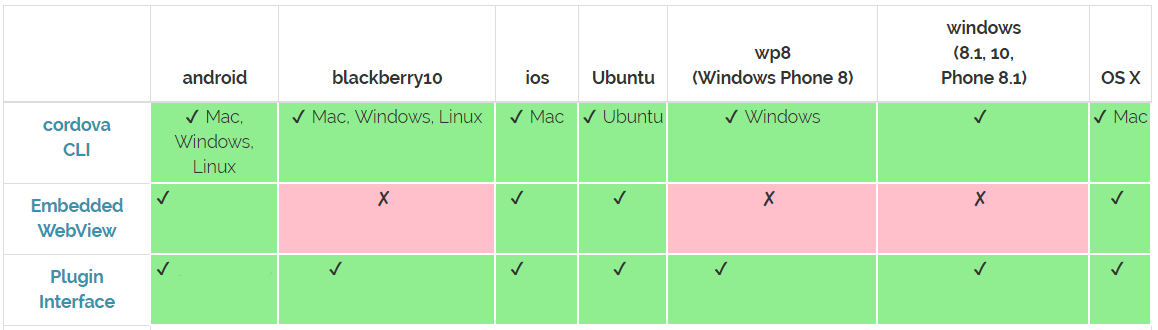 windows
wp8 (8.1, 10,
android blackberry10 ios Ubuntu (Windows Phone 8) Phone 8.1) OS X
cordova ✓ Mac, ✓ Mac, Windows, Linux ✓ Mac ✓ Ubuntu ✓ Windows ✓ ✓ Mac
CLI Windows,
Linux
Embedded ✓ ✗ ✓ ✓ ✗ ✗ ✓
WebView
Plugin ✓ ✓ ✓ ✓ ✓ ✓ ✓
Interface